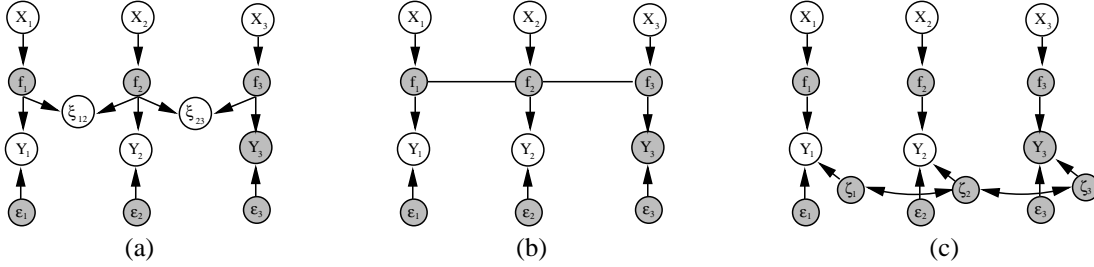 X₁ X₂ X₃ X₁ X₂ X₃ X₁ X₂ X₃
f₁ f₂ f₃ f₁ f₂ f₃ f₁ f₂ f₃
ξ₁₂ ξ₂₃
Y₁ Y₂ Y₃ Y₁ Y₂ Y₃ Y₁ Y₂ Y₃
ζ₁ ζ₂ ζ₃
ε₁ ε₂ ε₃ ε₁ ε₂ ε₃ ε₁ ε₂ ε₃
(a) (b) (c)